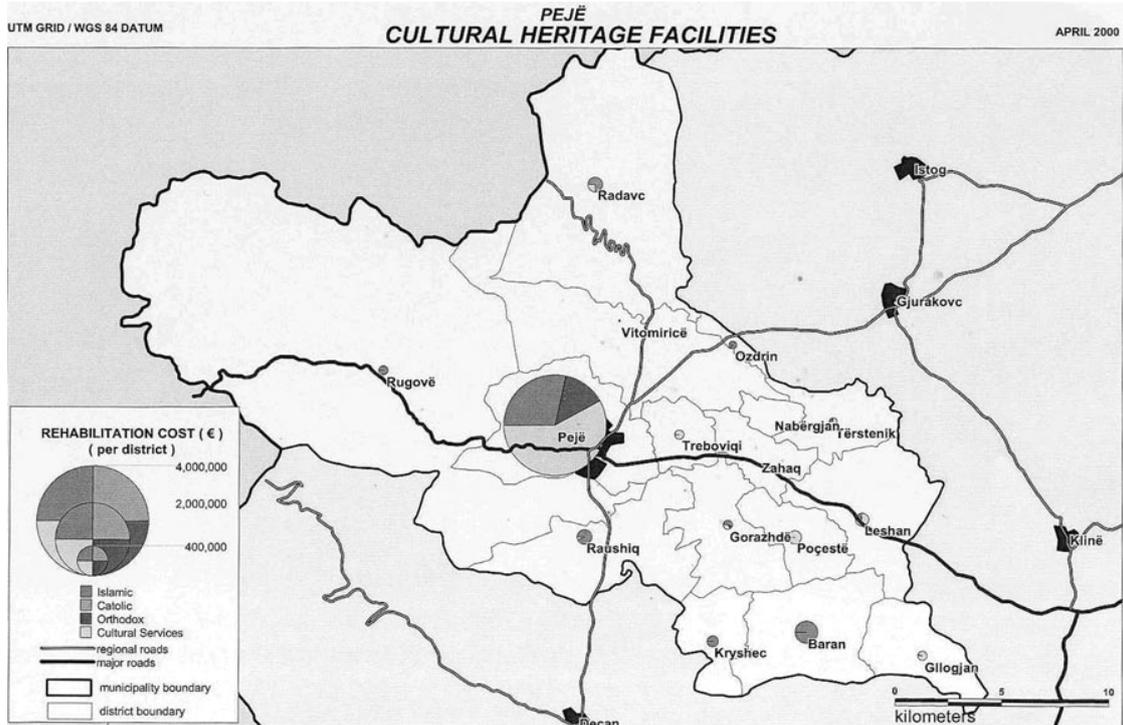 UTM GRID / WGS 84 DATUM
PEJË
CULTURAL HERITAGE FACILITIES
APRIL 2000
Istog
Radavc
Gjurakovc
Vitomiricë
Ozdrin
Rugovë
Pejë
Nabërgjan
Tërstenik
Treboviqi
Zahaq
Leshan
Gorazhdë
Poçestë
Raushiq
Klinë
Kryshec
Baran
Gllogjan
Deçan
REHABILITATION COST ( € )
( per district )
4,000,000
2,000,000
400,000
Islamic
Catolic
Orthodox
Cultural Services
regional roads
major roads
municipality boundary
district boundary
0 5 10
kilometers